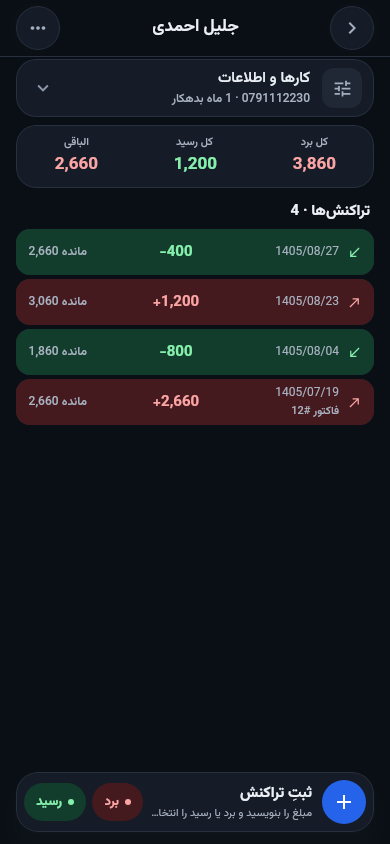 جلیل احمدی
کارها و اطلاعات
0791112230 · 1 ماه بدهکار
کل برد
3,860
کل رسید
1,200
الباقی
2,660
تراکنش‌ها · 4
1405/08/27 −400 مانده 2,660
1405/08/23 +1,200 مانده 3,060
1405/08/04 −800 مانده 1,860
1405/07/19 +2,660 مانده 2,660
فاکتور #12
ثبتِ تراکنش
مبلغ را بنویسید و برد یا رسید را انتخا...
برد
رسید